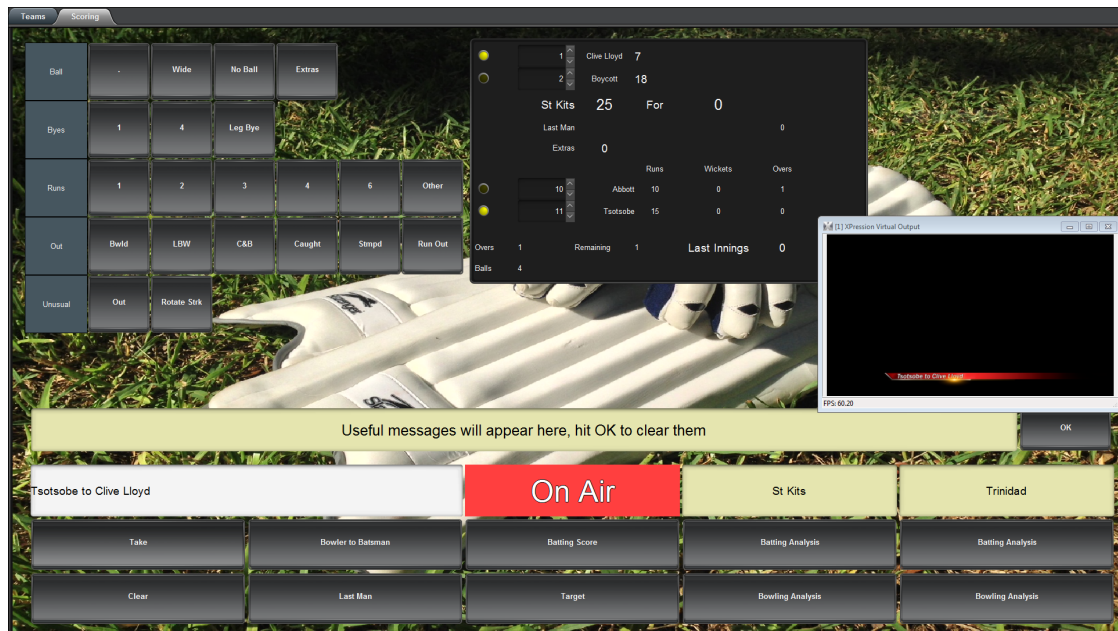 Teams Scoring
Ball - Wide No Ball Extras
Byes 1 4 Leg Bye
Runs 1 2 3 4 6 Other
Out Bwld LBW C&B Caught Stmpd Run Out
Unusual Out Rotate Strk
1 Clive Lloyd 7
2 Boycott 18
St Kits 25 For 0
Last Man 0
Extras 0
Runs Wickets Overs
10 Abbott 10 0 1
11 Tsotsobe 15 0 0
Overs 1 Remaining 1 Last Innings 0
Balls 4
[1] XPression Virtual Output
Tsotsobe to Clive Lloyd
FPS: 60.20
Useful messages will appear here, hit OK to clear them
OK
Tsotsobe to Clive Lloyd On Air St Kits Trinidad
Take Bowler to Batsman Batting Score Batting Analysis Batting Analysis
Clear Last Man Target Bowling Analysis Bowling Analysis